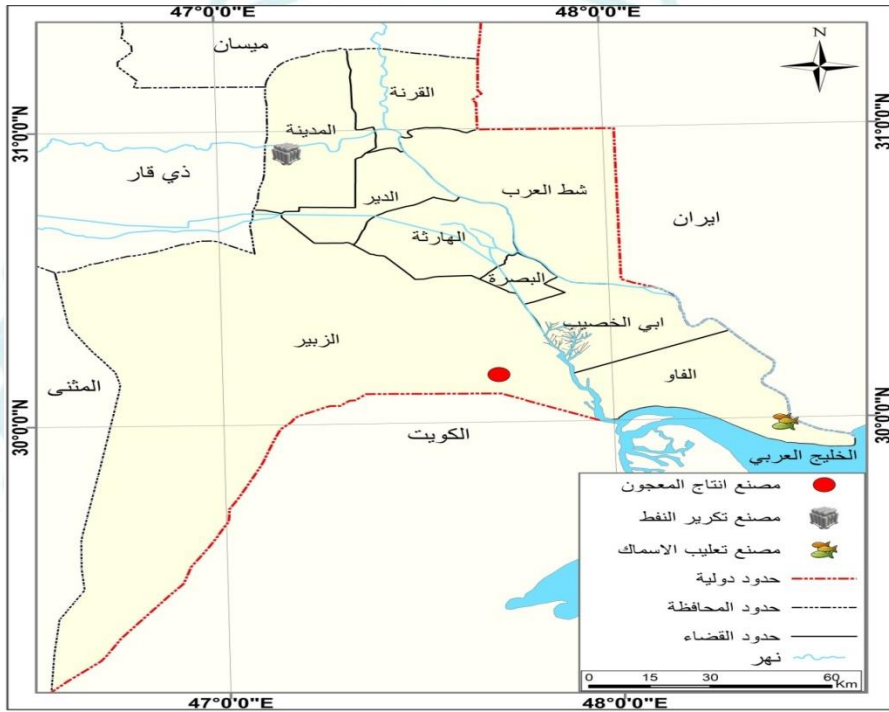 47°0'0"E
48°0'0"E
N
ميسان
القرنة
31°0'0"N
31°0'0"N
المدينة
ذي قار
الدير
شط العرب
ايران
الهارثة
البصرة
ابي الخصيب
الزبير
الفاو
المثنى
30°0'0"N
30°0'0"N
الكويت
الخليج العربي
مصنع انتاج المعجون
مصنع تكرير النفط
مصنع تعليب الاسماك
حدود دولية
حدود المحافظة
حدود القضاء
نهر
0 15 30 60
Km
47°0'0"E
48°0'0"E